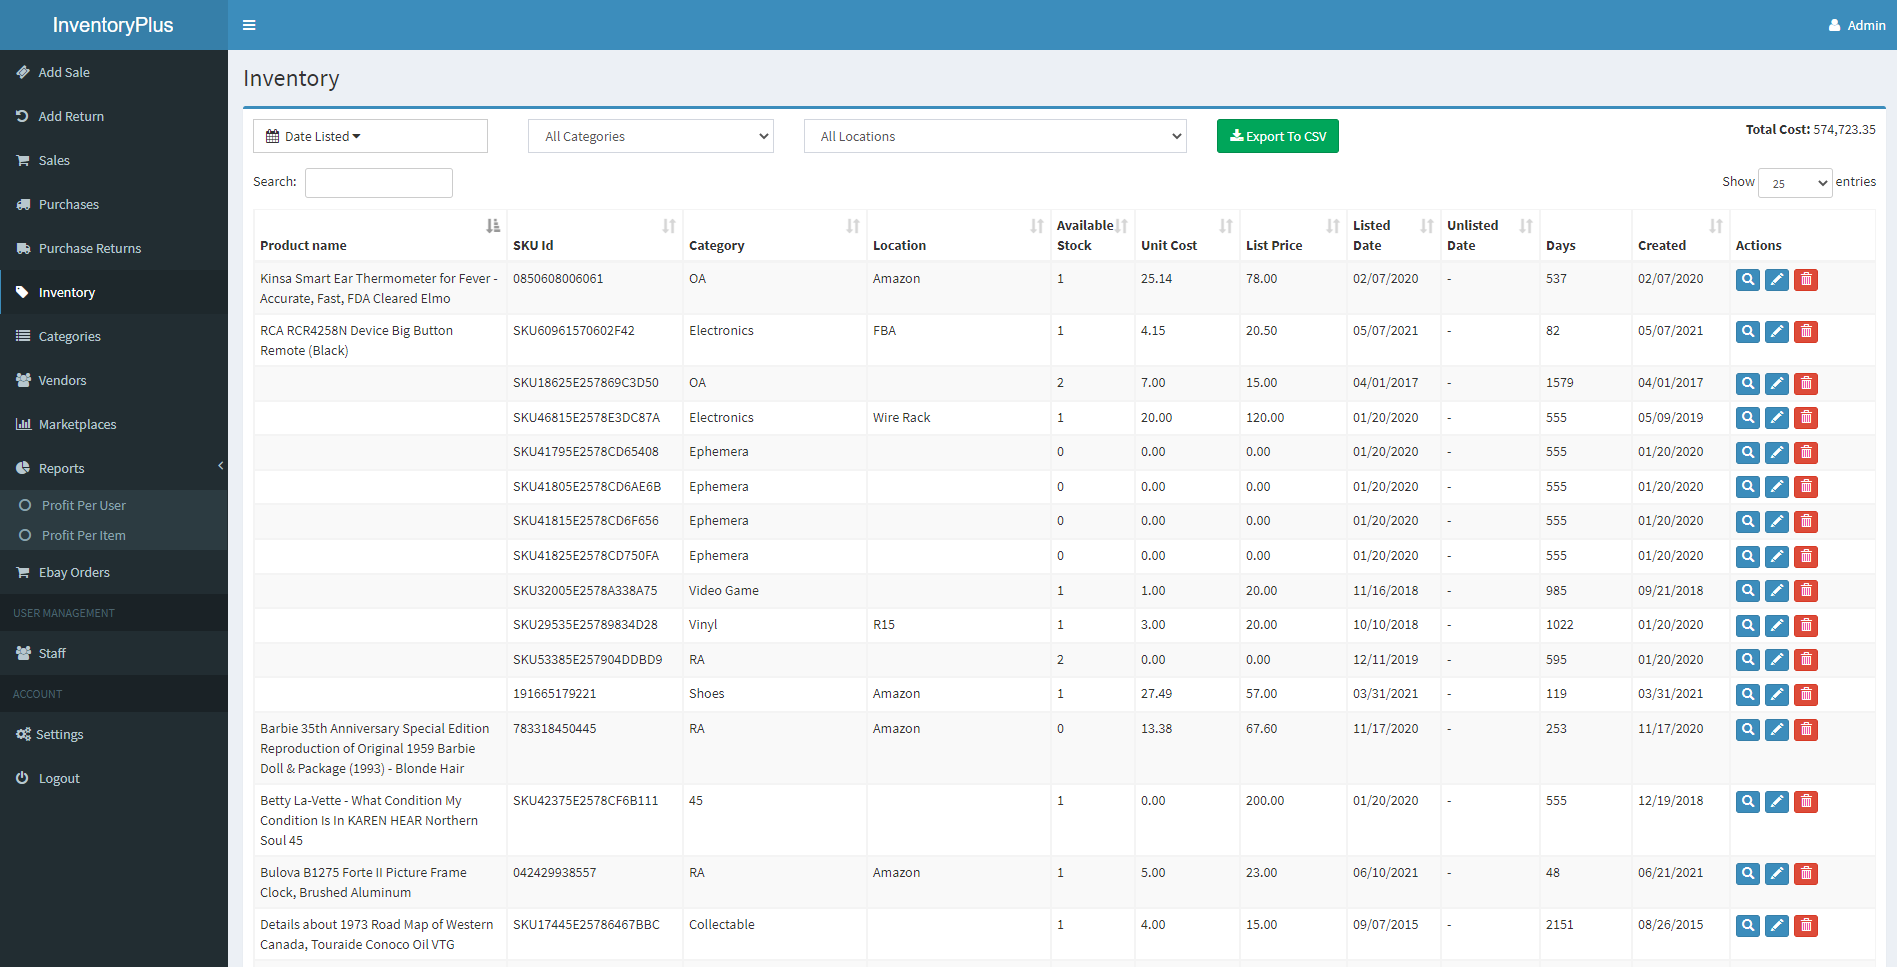 InventoryPlus
Admin
Add Sale
Add Return
Sales
Purchases
Purchase Returns
Inventory
Categories
Vendors
Marketplaces
Reports
Profit Per User
Profit Per Item
Ebay Orders
USER MANAGEMENT
Staff
ACCOUNT
Settings
Logout
Inventory
Date Listed
All Categories
All Locations
Export To CSV
Total Cost: 574,723.35
Search:
Show 25 entries
Product name SKU Id Category Location Available Stock Unit Cost List Price Listed Date Unlisted Date Days Created Actions
Kinsa Smart Ear Thermometer for Fever - 0850608006061 OA Amazon 1 25.14 78.00 02/07/2020 - 537 02/07/2020
Accurate, Fast, FDA Cleared Elmo
RCA RCR4258N Device Big Button SKU60961570602F42 Electronics FBA 1 4.15 20.50 05/07/2021 - 82 05/07/2021
Remote (Black)
SKU18625E257869C3D50 OA 2 7.00 15.00 04/01/2017 - 1579 04/01/2017
SKU46815E2578E3DC87A Electronics Wire Rack 1 20.00 120.00 01/20/2020 - 555 05/09/2019
SKU41795E2578CD65408 Ephemera 0 0.00 0.00 01/20/2020 - 555 01/20/2020
SKU41805E2578CD6AE6B Ephemera 0 0.00 0.00 01/20/2020 - 555 01/20/2020
SKU41815E2578CD6F656 Ephemera 0 0.00 0.00 01/20/2020 - 555 01/20/2020
SKU41825E2578CD750FA Ephemera 0 0.00 0.00 01/20/2020 - 555 01/20/2020
SKU32005E2578A338A75 Video Game 1 1.00 20.00 11/16/2018 - 985 09/21/2018
SKU29535E25789834D28 Vinyl R15 1 3.00 20.00 10/10/2018 - 1022 01/20/2020
SKU53385E257904DDBD9 RA 2 0.00 0.00 12/11/2019 - 595 01/20/2020
191665179221 Shoes Amazon 1 27.49 57.00 03/31/2021 - 119 03/31/2021
Barbie 35th Anniversary Special Edition 783318450445 RA Amazon 0 13.38 67.60 11/17/2020 - 253 11/17/2020
Reproduction of Original 1959 Barbie
Doll & Package (1993) - Blonde Hair
Betty La-Vette - What Condition My SKU42375E2578CF6B111 45 1 0.00 200.00 01/20/2020 - 555 12/19/2018
Condition Is In KAREN HEAR Northern
Soul 45
Bulova B1275 Forte II Picture Frame 042429938557 RA Amazon 1 5.00 23.00 06/10/2021 - 48 06/21/2021
Clock, Brushed Aluminum
Details about 1973 Road Map of Western SKU17445E25786467BBC Collectable 1 4.00 15.00 09/07/2015 - 2151 08/26/2015
Canada, Touraide Conoco Oil VTG